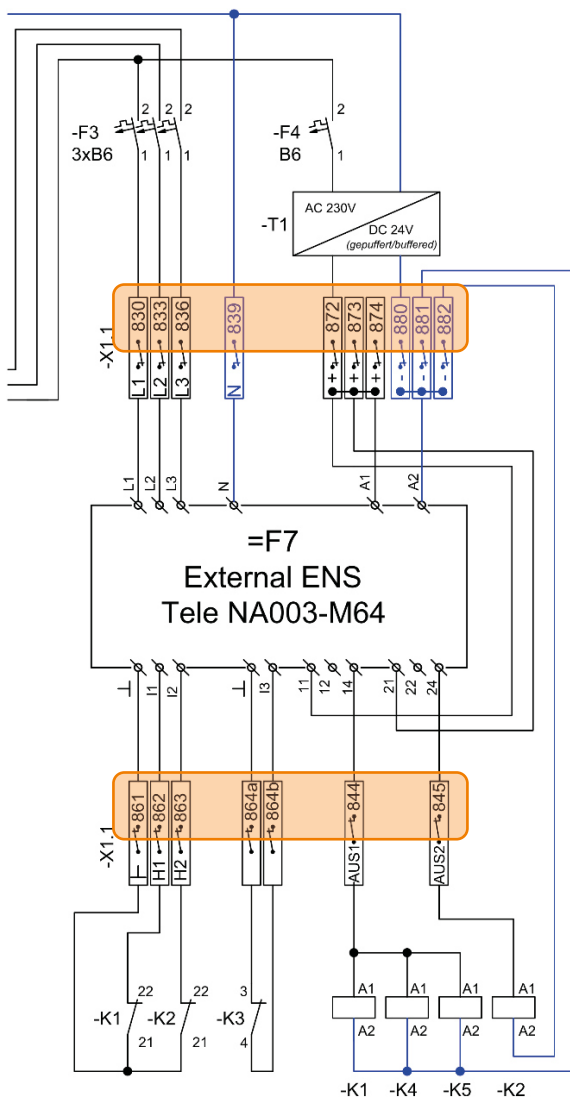 2 2 2 2
-F3
3xB6
-F4
B6
1 1 1 1
AC 230V
-T1
DC 24V
(gepuffert/buffered)
830 833 836 839 872 873 874 880 881 882
-X1.1
L1 L2 L3 N + + + - - -
L1 L2 L3 N A1 A2
=F7
External ENS
Tele NA003-M64
⊥ I1 I2 ⊥ I3 11 12 14 21 22 24
861 862 863 864a 864b 844 845
-X1.1
⊥ H1 H2 AUS1 AUS2
22 22 3 A1 A1 A1 A1
-K1 -K2 -K3
21 21 4 A2 A2 A2 A2
-K1 -K4 -K5 -K2